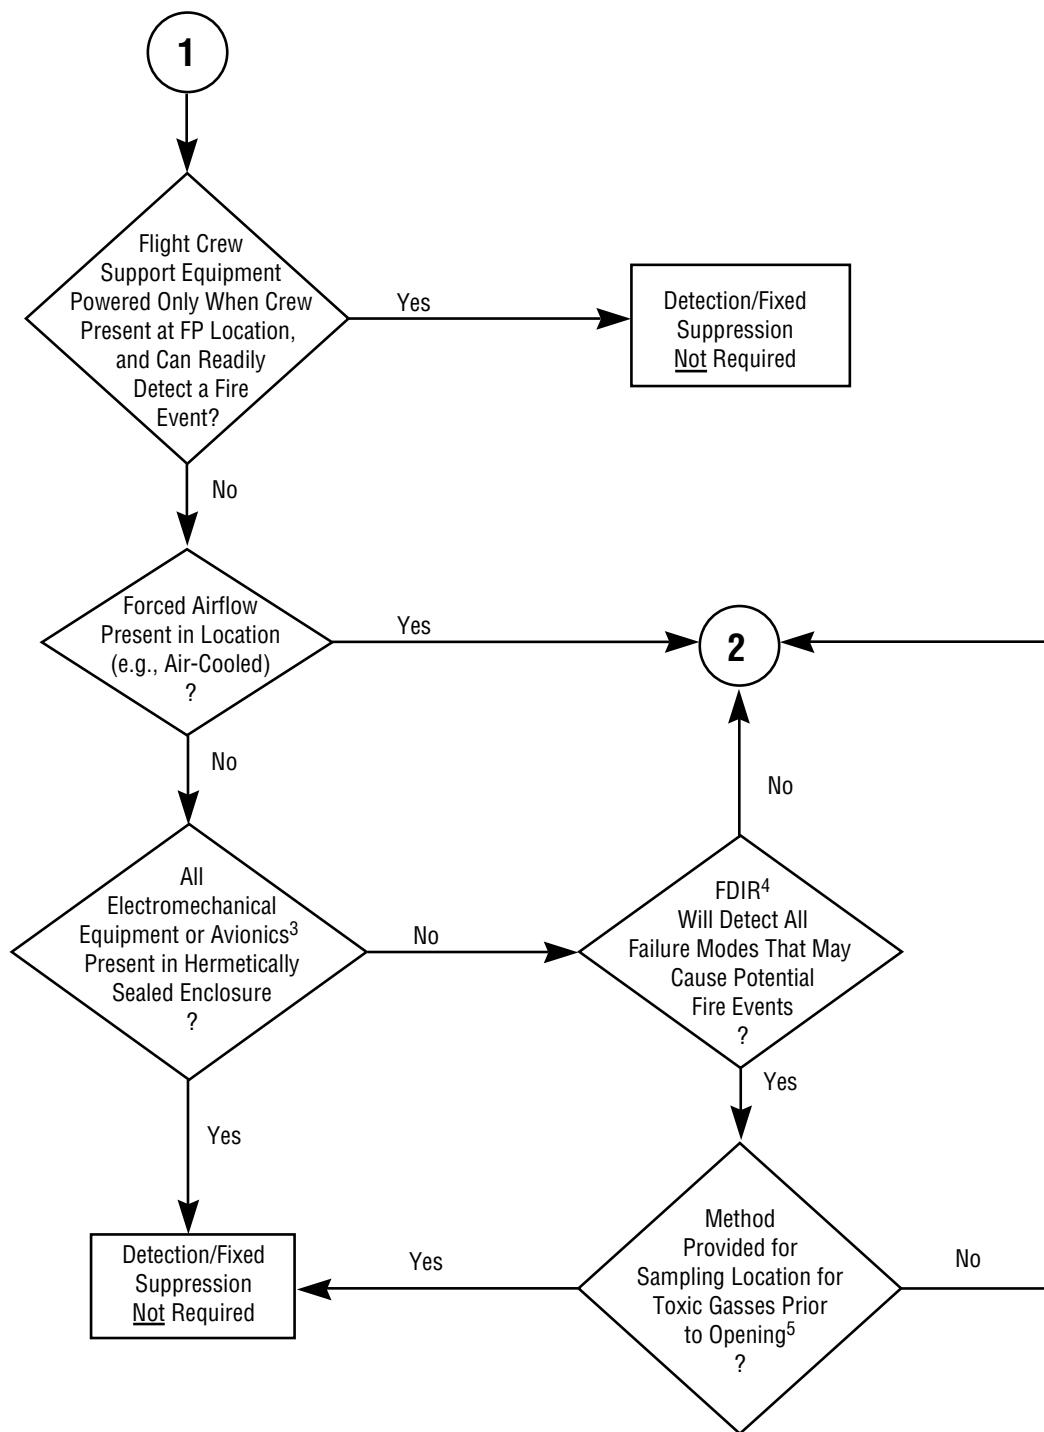 1
Flight Crew
Support Equipment
Powered Only When Crew
Present at FP Location,
and Can Readily
Detect a Fire
Event?
Yes
Detection/Fixed
Suppression
Not Required
No
Forced Airflow
Present in Location
(e.g., Air-Cooled)
?
Yes
2
No
No
All
Electromechanical
Equipment or Avionics³
Present in Hermetically
Sealed Enclosure
?
No
FDIR⁴
Will Detect All
Failure Modes That May
Cause Potential
Fire Events
?
Yes
Yes
Detection/Fixed
Suppression
Not Required
Yes
Method
Provided for
Sampling Location for
Toxic Gasses Prior
to Opening⁵
?
No